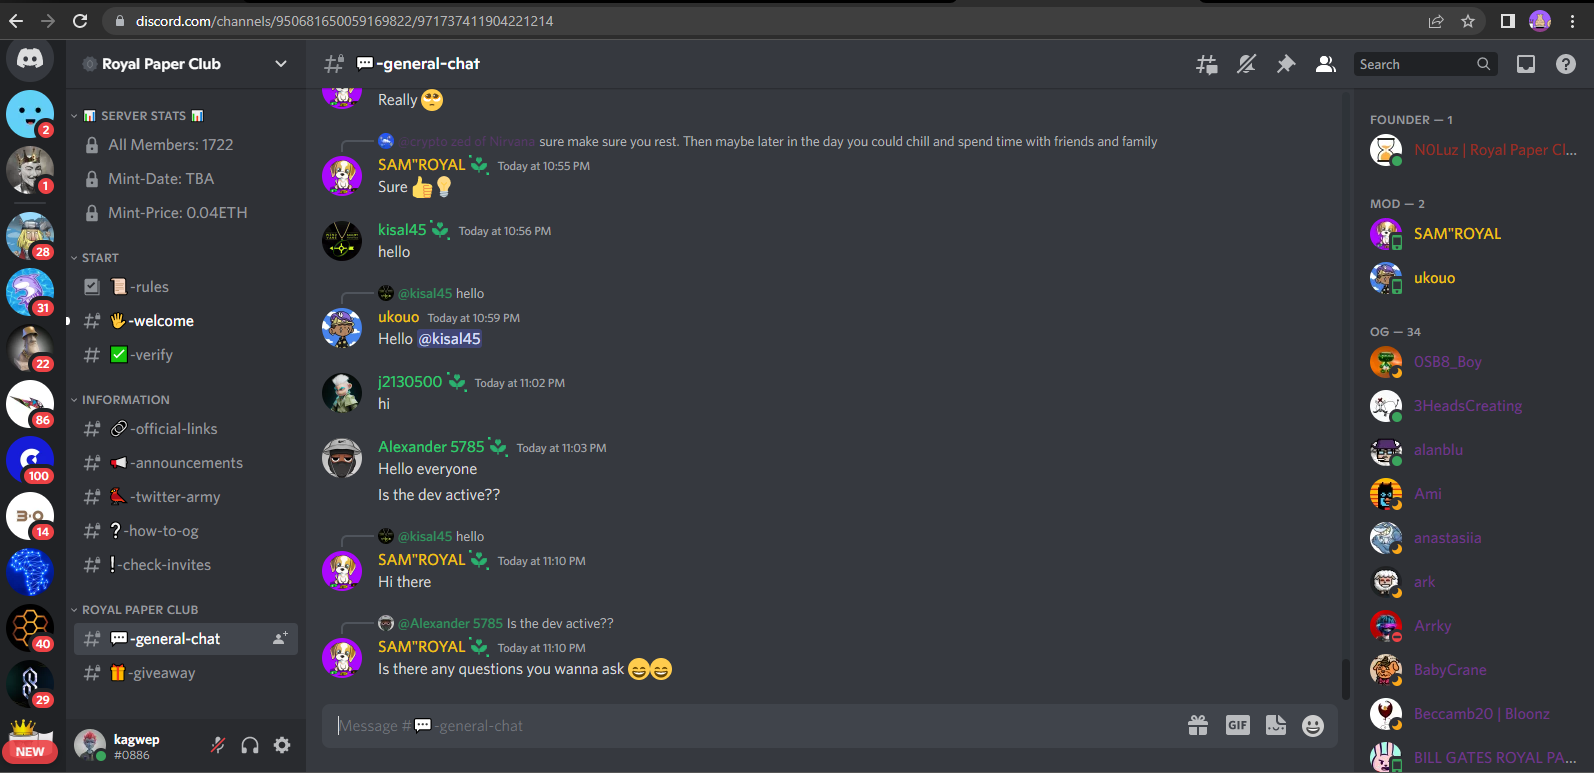 discord.com/channels/950681650059169822/971737411904221214
2
1
28
31
22
86
100
14
40
29
NEW
Royal Paper Club
SERVER STATS
All Members: 1722
Mint-Date: TBA
Mint-Price: 0.04ETH
START
-rules
-welcome
-verify
INFORMATION
-official-links
-announcements
-twitter-army
-how-to-og
-check-invites
ROYAL PAPER CLUB
-general-chat
-giveaway
kagwep
#0886
-general-chat
Search
Really
@crypto zed of Nirvana sure make sure you rest. Then maybe later in the day you could chill and spend time with friends and family
SAM"ROYAL Today at 10:55 PM
Sure
kisal45 Today at 10:56 PM
hello
@kisal45 hello
ukouo Today at 10:59 PM
Hello @kisal45
j2130500 Today at 11:02 PM
hi
Alexander 5785 Today at 11:03 PM
Hello everyone
Is the dev active??
@kisal45 hello
SAM"ROYAL Today at 11:10 PM
Hi there
@Alexander 5785 Is the dev active??
SAM"ROYAL Today at 11:10 PM
Is there any questions you wanna ask
Message # -general-chat
GIF
FOUNDER — 1
N0Luz | Royal Paper Cl...
MOD — 2
SAM"ROYAL
ukouo
OG — 34
0SB8_Boy
3HeadsCreating
alanblu
Ami
anastasiia
ark
Arrky
BabyCrane
Beccamb20 | Bloonz
BILL GATES ROYAL PA...